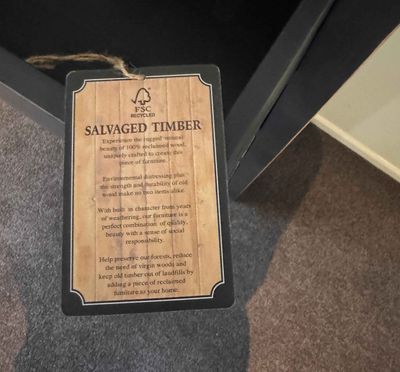 FSC
RECYCLED
SALVAGED TIMBER
Experience the rugged natural
beauty of 100% reclaimed wood,
uniquely crafted to create this
piece of furniture.
Environmental distressing plus
the strength and durability of old
wood make no two items alike.
With built in character from years
of weathering, our furniture is a
perfect combination of quality,
beauty with a sense of social
responsibility.
Help preserve our forests, reduce
the need of virgin woods and
keep old timber out of landfills by
adding a piece of reclaimed
furniture to your home.